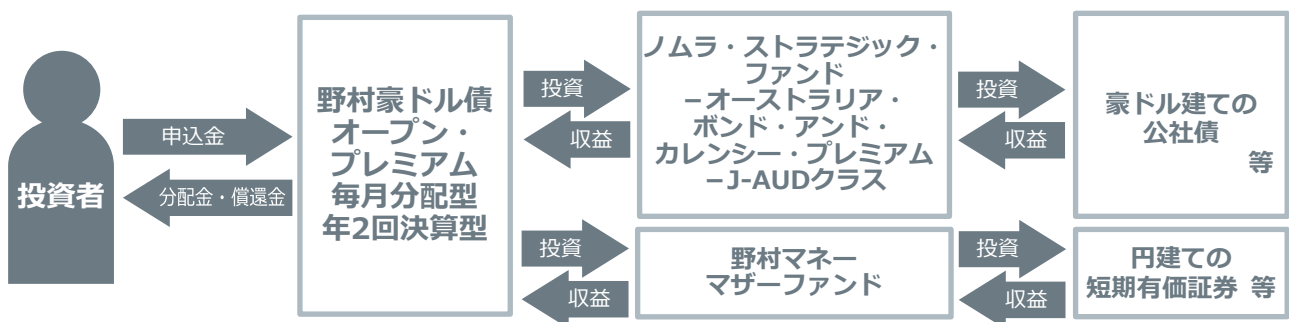 投資者
申込金
分配金・償還金
野村豪ドル債
オープン・
プレミアム
毎月分配型
年2回決算型
投資
収益
ノムラ・ストラテジック・
ファンド
－オーストラリア・
ボンド・アンド・
カレンシー・プレミアム
－J-AUDクラス
投資
収益
豪ドル建ての
公社債
等
投資
収益
野村マネー
マザーファンド
投資
収益
円建ての
短期有価証券 等